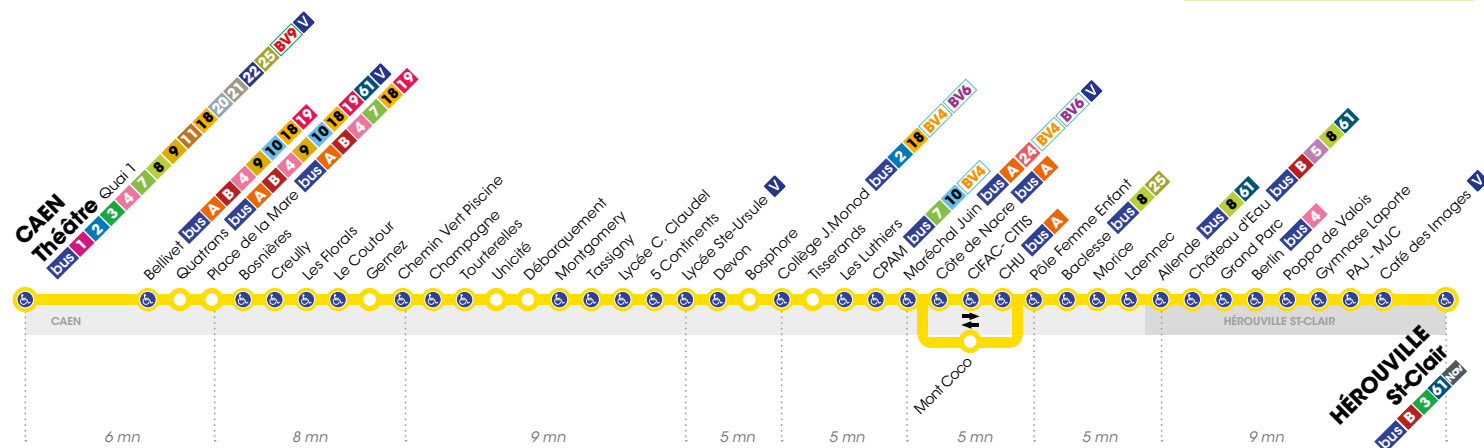 CAEN
Théâtre Quai 1
bus 1 2 3 4 7 8 9 11 18 20 21 22 25 BV9 V
Bellivet bus A B 4 9 10 18 19
Quatrans bus A B 4 9 10 18 19 61 V
Place de la Mare bus A B 4 7 18 19
Bosnières
Creully
Les Florals
Le Coutour
Gernez
Chemin Vert Piscine
Champagne
Tourterelles
Unicité
Débarquement
Montgomery
Tassigny
Lycée C. Claudel
5 Continents
Lycée Ste-Ursule V
Devon
Bosphore
Collège J.Monod bus 2 18 BV4 BV6
Tisserands
Les Luthiers
CPAM bus 7 10 BV4
Maréchal Juin bus A 24 BV4 BV6 V
Côte de Nacre bus A
CIFAC- CITIS
CHU bus A
Pôle Femme Enfant
Baclesse bus 8 25
Morice
Laennec
Allende bus 8 61
Château d'Eau bus B 5 8 61
Grand Parc
Berlin bus 4
Poppa de Valois
Gymnase Laporte
PAJ - MJC
Café des Images V
CAEN
HÉROUVILLE ST-CLAIR
Mont Coco
HÉROUVILLE
St-Clair
bus B 3 61 Nav
6 mn
8 mn
9 mn
5 mn
5 mn
5 mn
5 mn
9 mn